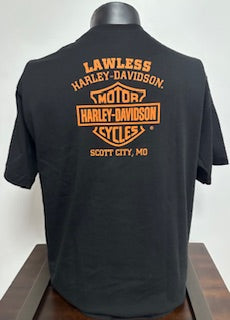 LAWLESS
HARLEY-DAVIDSON®
MOTOR
HARLEY-DAVIDSON
CYCLES
®
SCOTT CITY, MO